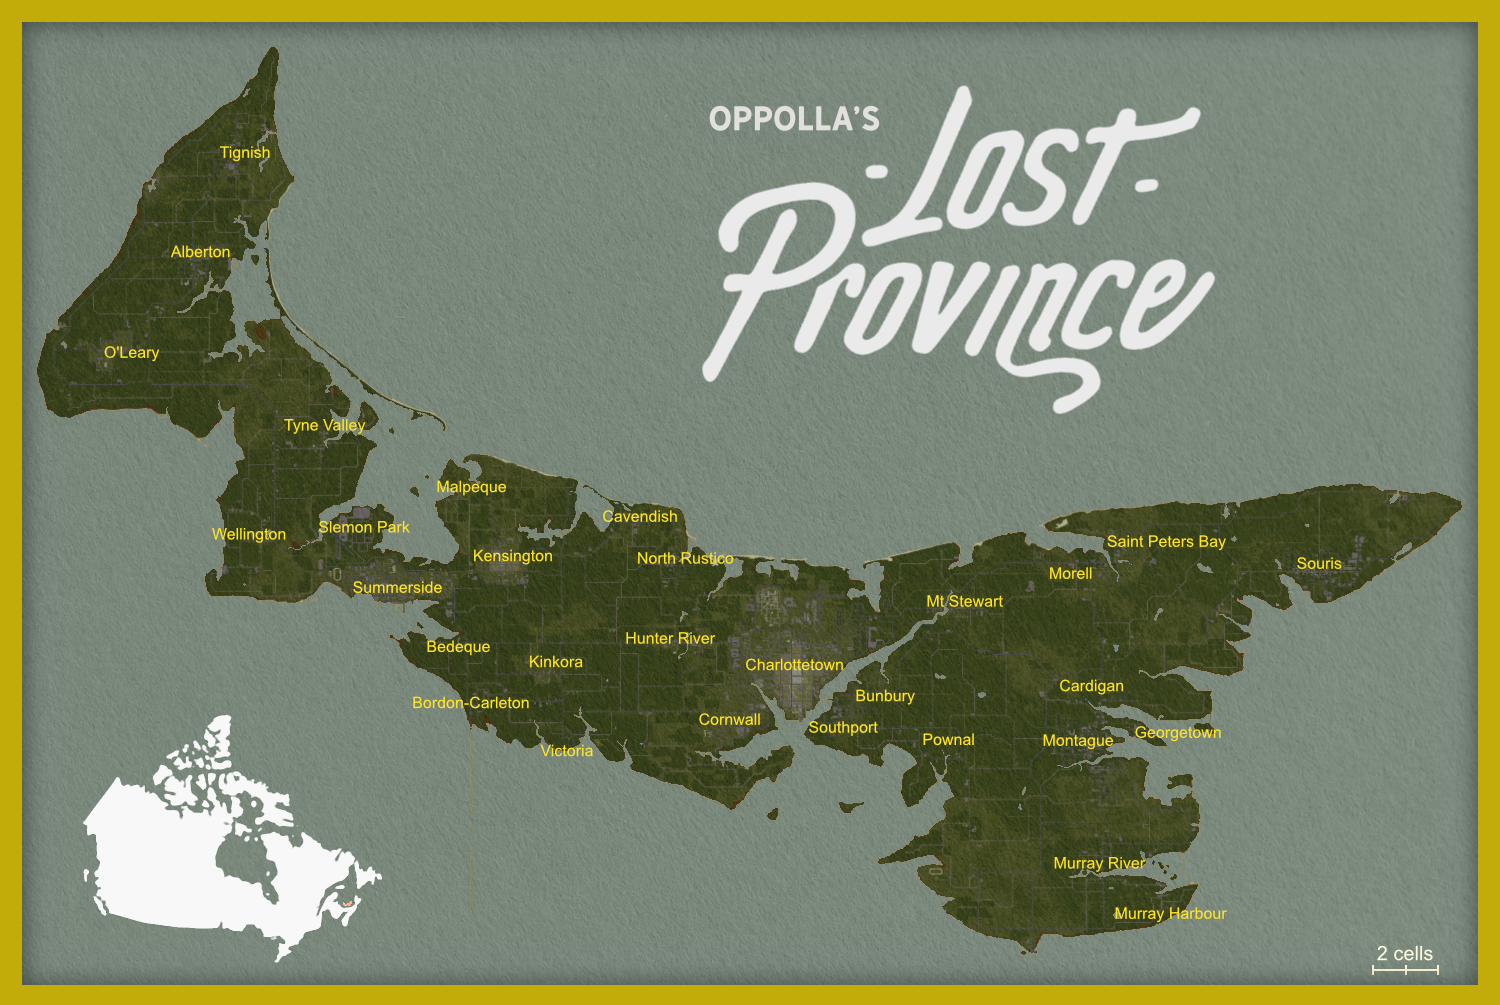 OPPOLLA'S
Lost
Province
Tignish
Alberton
O'Leary
Tyne Valley
Malpeque
Cavendish
Wellington
Slemon Park
Kensington
North Rustico
Saint Peters Bay
Souris
Morell
Summerside
Mt Stewart
Bedeque
Hunter River
Kinkora
Charlottetown
Cardigan
Bunbury
Bordon-Carleton
Cornwall
Southport
Georgetown
Pownal
Montague
Victoria
Murray River
Murray Harbour
2 cells